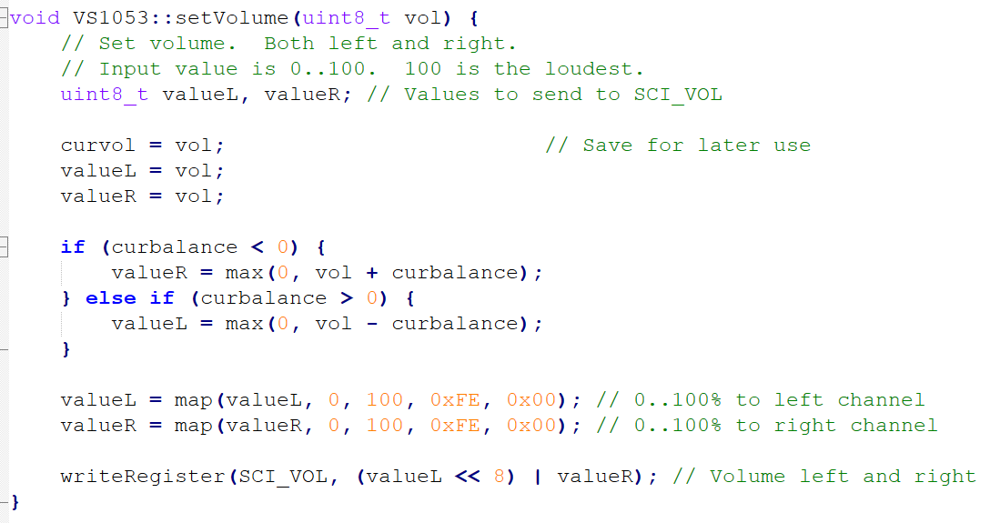 void VS1053::setVolume(uint8_t vol) {
    // Set volume.  Both left and right.
    // Input value is 0..100.  100 is the loudest.
    uint8_t valueL, valueR; // Values to send to SCI_VOL

    curvol = vol;                         // Save for later use
    valueL = vol;
    valueR = vol;

    if (curbalance < 0) {
        valueR = max(0, vol + curbalance);
    } else if (curbalance > 0) {
        valueL = max(0, vol - curbalance);
    }

    valueL = map(valueL, 0, 100, 0xFE, 0x00); // 0..100% to left channel
    valueR = map(valueR, 0, 100, 0xFE, 0x00); // 0..100% to right channel

    writeRegister(SCI_VOL, (valueL << 8) | valueR); // Volume left and right
}